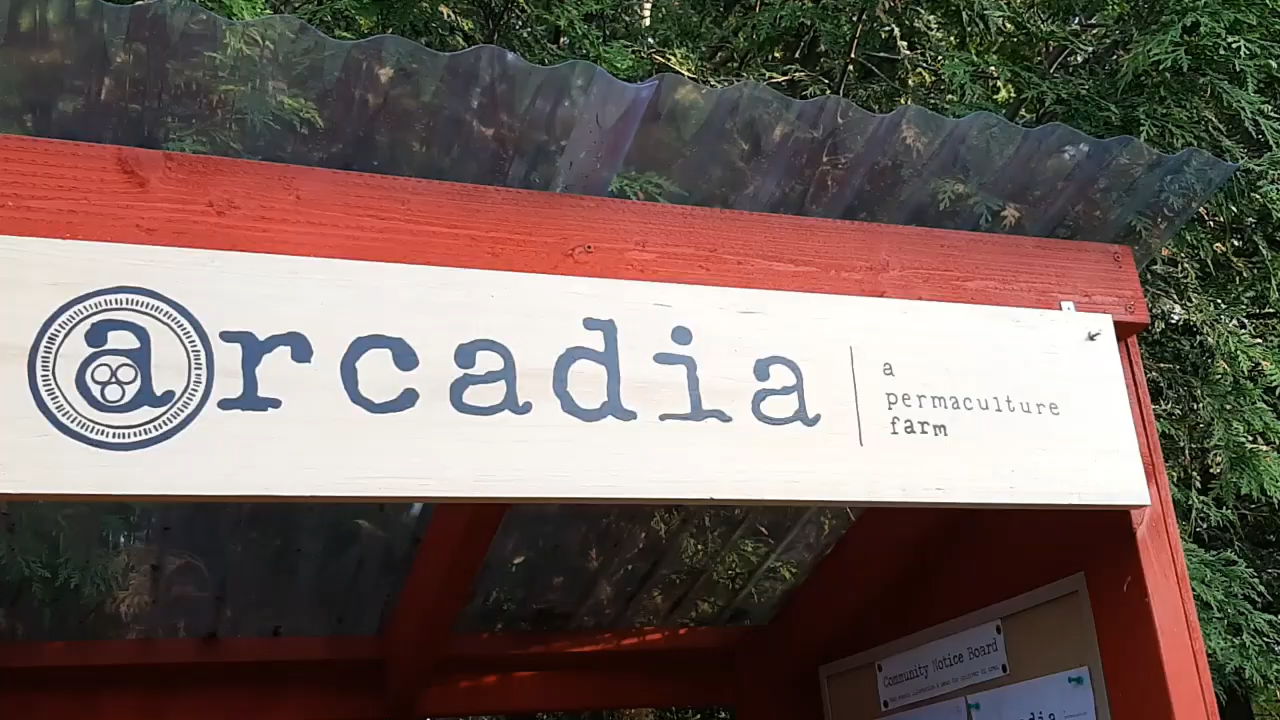 arcadia
a
permaculture
farm
Community Notice Board